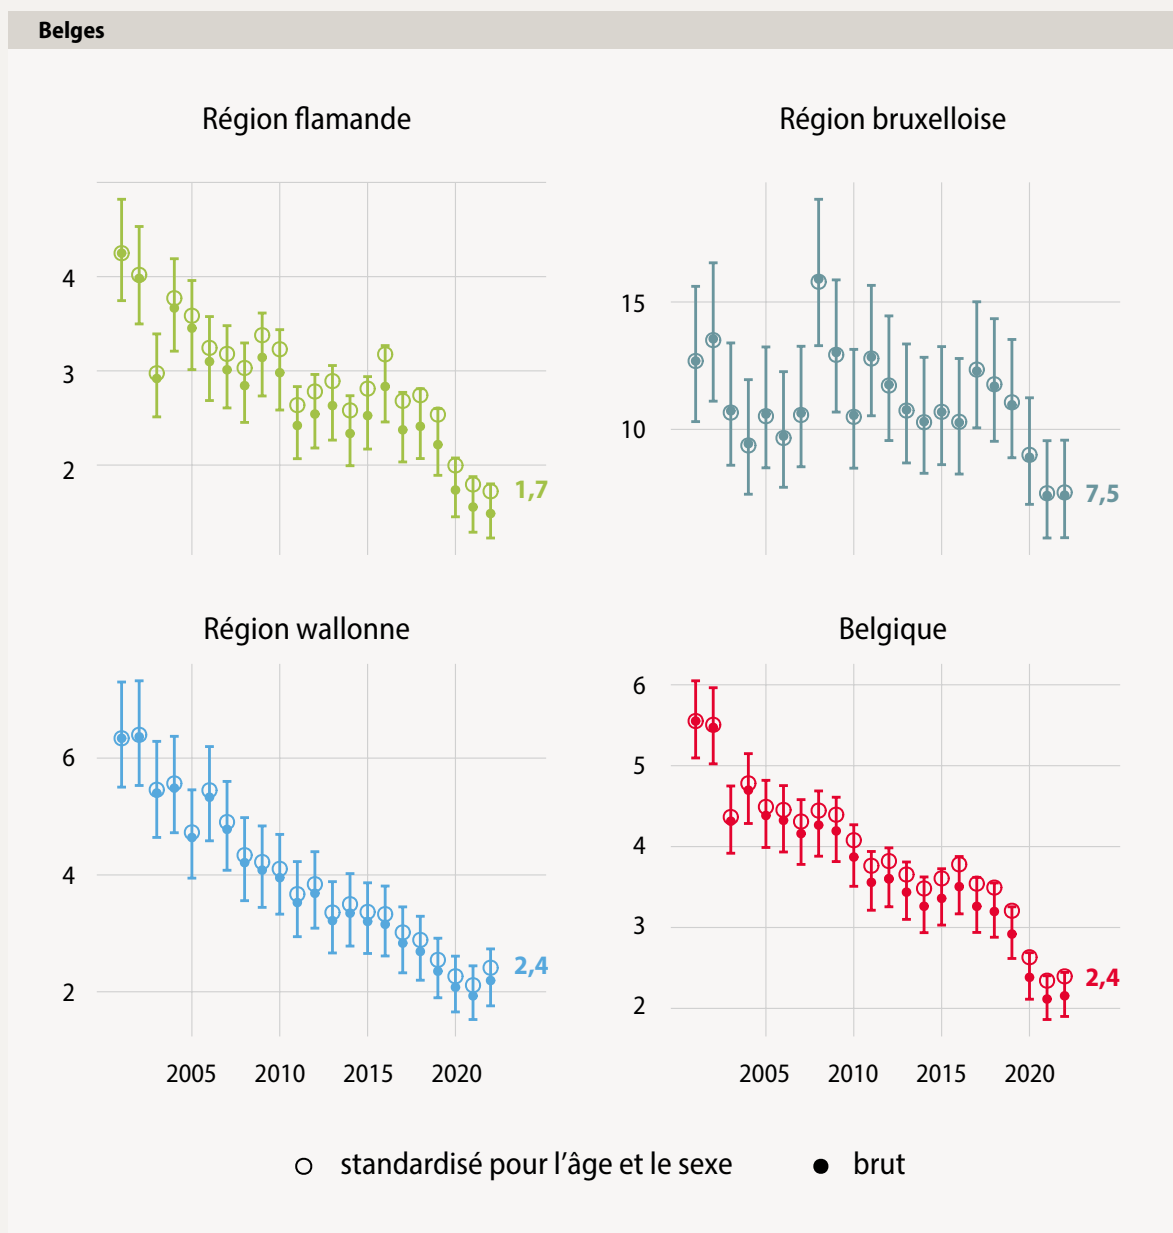 Belges
Région flamande
Région bruxelloise
4
3
2
1,7
15
10
7,5
Région wallonne
Belgique
6
4
2
2,4
2005 2010 2015 2020
6
5
4
3
2
2,4
2005 2010 2015 2020
standardisé pour l'âge et le sexe
brut